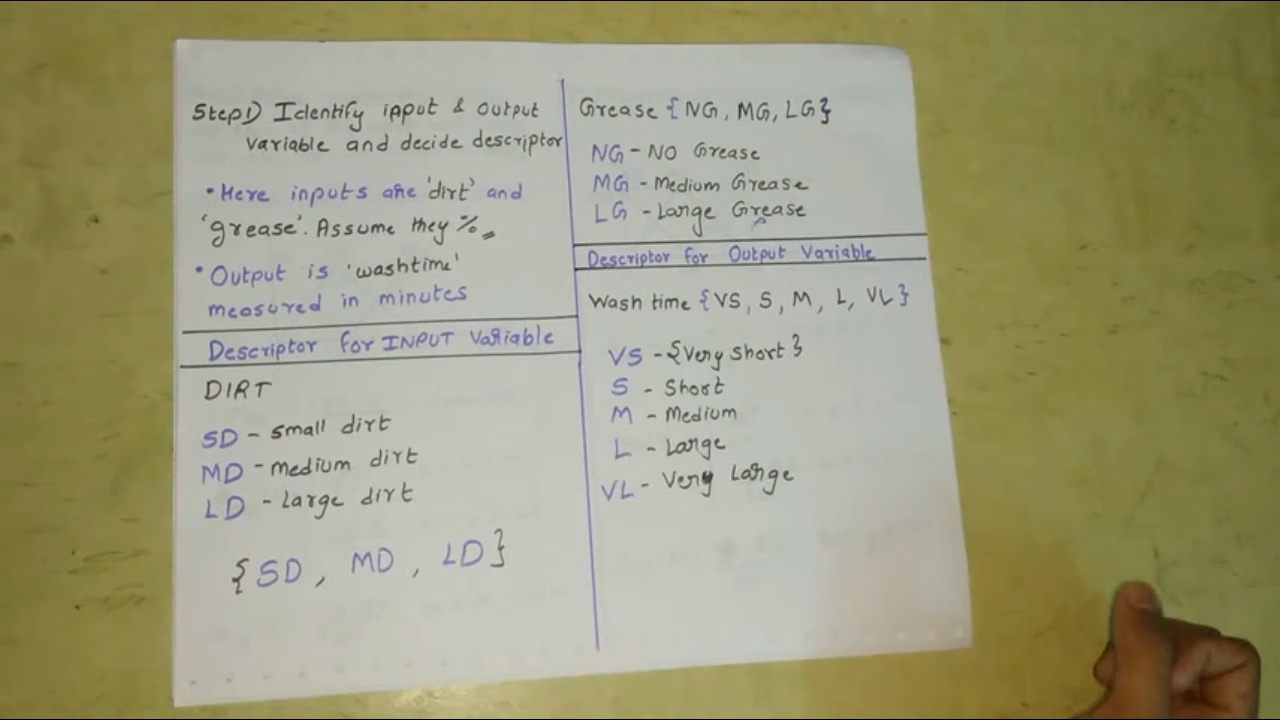 Step1) Identify input & output
variable and decide descriptor
• Here inputs are 'dirt' and
'grease'. Assume they %
• Output is 'washtime'
measured in minutes
Descriptor for INPUT Variable
DIRT
SD - small dirt
MD - medium dirt
LD - large dirt
{SD, MD, LD}
Grease {NG, MG, LG}
NG - NO Grease
MG - Medium Grease
LG - Large Grease
Descriptor for Output Variable
Wash time {VS, S, M, L, VL}
VS - {Very short}
S - Short
M - Medium
L - Large
VL - Very Large